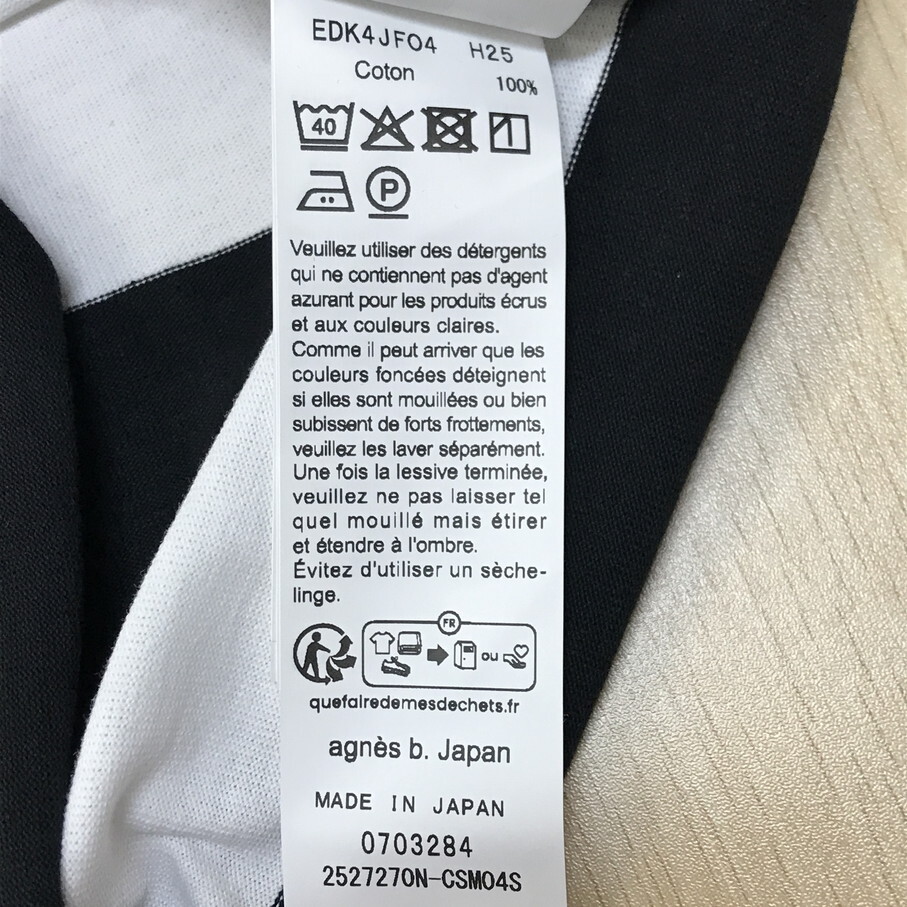 EDK4JF04 H25
Coton 100%
40
P
Veuillez utiliser des détergents
qui ne contiennent pas d'agent
azurant pour les produits écrus
et aux couleurs claires.
Comme il peut arriver que les
couleurs foncées déteignent
si elles sont mouillées ou bien
subissent de forts frottements,
veuillez les laver séparément.
Une fois la lessive terminée,
veuillez ne pas laisser tel
quel mouillé mais étirer
et étendre à l'ombre.
Évitez d'utiliser un sèche-
linge.
FR
ou
quefairedemesdechets.fr
agnès b. Japan
MADE IN JAPAN
0703284
2527270N-CSM04S